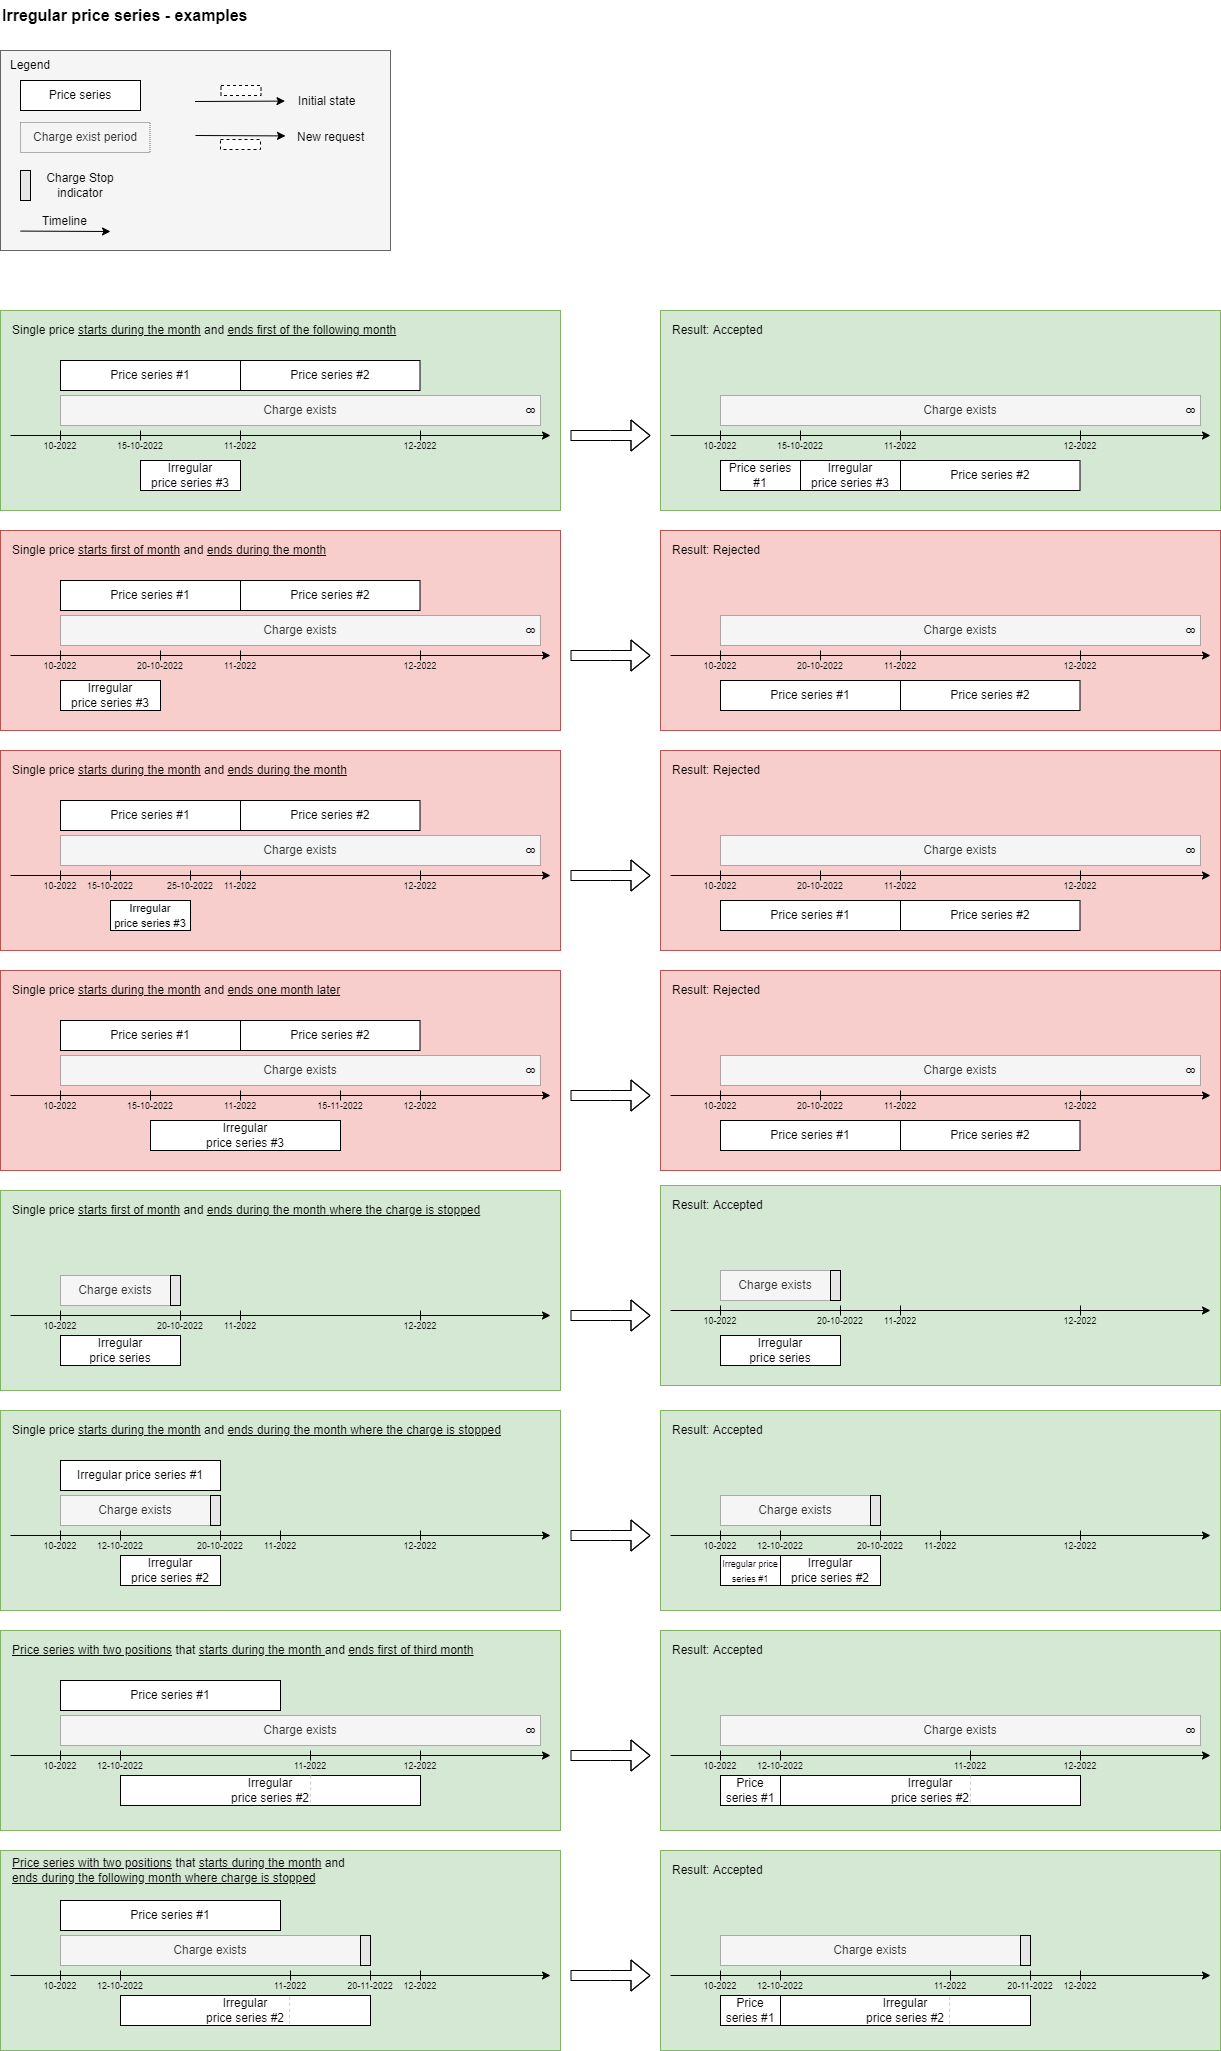 Irregular price series - examples
Legend
Price series
Initial state
Charge exist period
New request
Charge Stop
indicator
Timeline
Single price starts during the month and ends first of the following month
Price series #1
Price series #2
Charge exists
∞
10-2022
15-10-2022
11-2022
12-2022
Irregular
price series #3
Result: Accepted
Charge exists
∞
10-2022
15-10-2022
11-2022
12-2022
Price series
#1
Irregular
price series #3
Price series #2
Single price starts first of month and ends during the month
Price series #1
Price series #2
Charge exists
∞
10-2022
20-10-2022
11-2022
12-2022
Irregular
price series #3
Result: Rejected
Charge exists
∞
10-2022
20-10-2022
11-2022
12-2022
Price series #1
Price series #2
Single price starts during the month and ends during the month
Price series #1
Price series #2
Charge exists
∞
10-2022
15-10-2022
25-10-2022
11-2022
12-2022
Irregular
price series #3
Result: Rejected
Charge exists
∞
10-2022
20-10-2022
11-2022
12-2022
Price series #1
Price series #2
Single price starts during the month and ends one month later
Price series #1
Price series #2
Charge exists
∞
10-2022
15-10-2022
11-2022
15-11-2022
12-2022
Irregular
price series #3
Result: Rejected
Charge exists
∞
10-2022
20-10-2022
11-2022
12-2022
Price series #1
Price series #2
Single price starts first of month and ends during the month where the charge is stopped
Charge exists
10-2022
20-10-2022
11-2022
12-2022
Irregular
price series
Result: Accepted
Charge exists
10-2022
20-10-2022
11-2022
12-2022
Irregular
price series
Single price starts during the month and ends during the month where the charge is stopped
Irregular price series #1
Charge exists
10-2022
12-10-2022
20-10-2022
11-2022
12-2022
Irregular
price series #2
Result: Accepted
Charge exists
10-2022
12-10-2022
20-10-2022
11-2022
12-2022
Irregular price
series #1
Irregular
price series #2
Price series with two positions that starts during the month and ends first of third month
Price series #1
Charge exists
∞
10-2022
12-10-2022
11-2022
12-2022
Irregular
price series #2
Result: Accepted
Charge exists
∞
10-2022
12-10-2022
11-2022
12-2022
Price
series #1
Irregular
price series #2
Price series with two positions that starts during the month and
ends during the following month where charge is stopped
Price series #1
Charge exists
10-2022
12-10-2022
11-2022
20-11-2022
12-2022
Irregular
price series #2
Result: Accepted
Charge exists
10-2022
12-10-2022
11-2022
20-11-2022
12-2022
Price
series #1
Irregular
price series #2